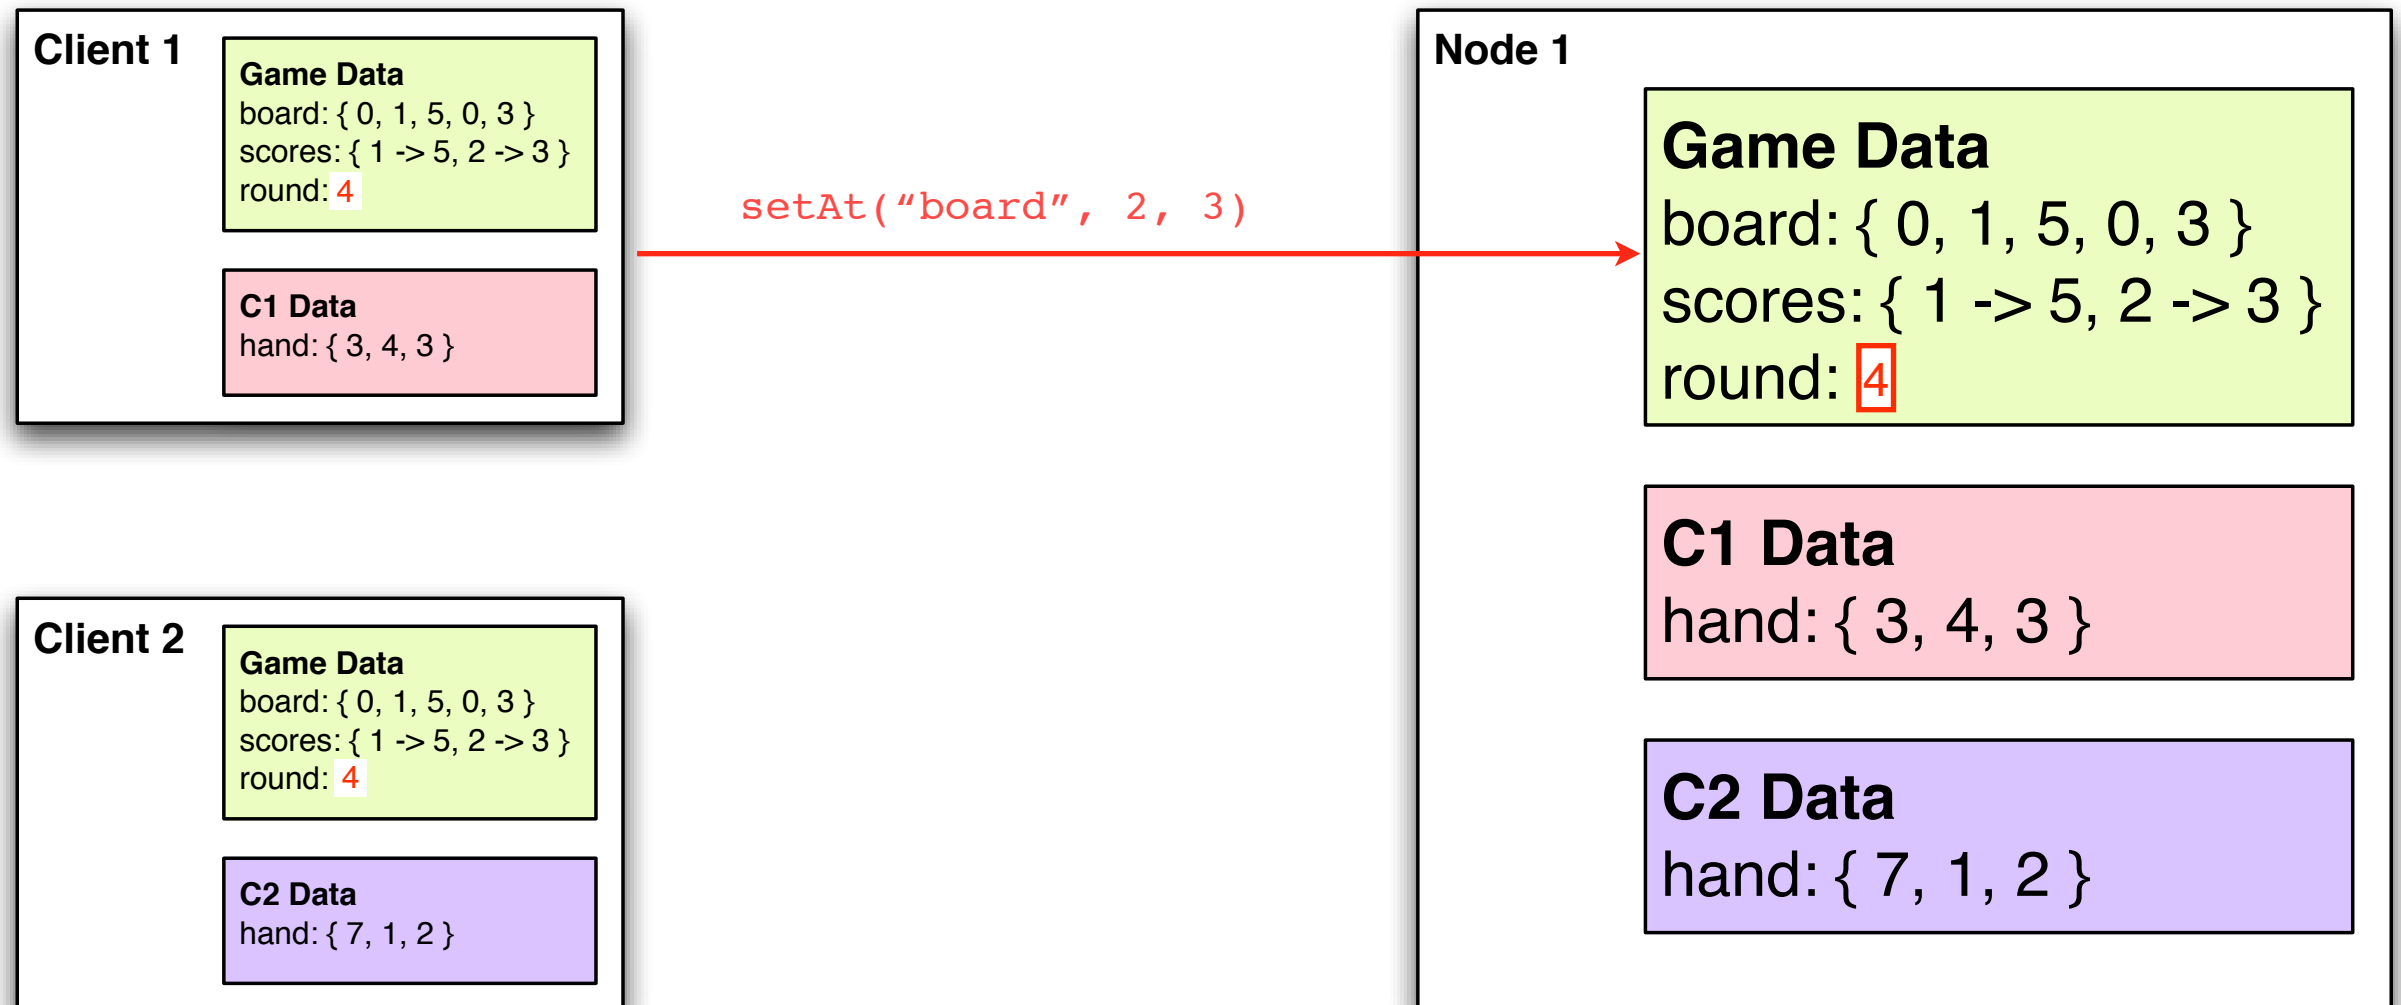 Client 1
Game Data
board: { 0, 1, 5, 0, 3 }
scores: { 1 -> 5, 2 -> 3 }
round: 4
C1 Data
hand: { 3, 4, 3 }
setAt(“board”, 2, 3)
Client 2
Game Data
board: { 0, 1, 5, 0, 3 }
scores: { 1 -> 5, 2 -> 3 }
round: 4
C2 Data
hand: { 7, 1, 2 }
Node 1
Game Data
board: { 0, 1, 5, 0, 3 }
scores: { 1 -> 5, 2 -> 3 }
round: 4
C1 Data
hand: { 3, 4, 3 }
C2 Data
hand: { 7, 1, 2 }